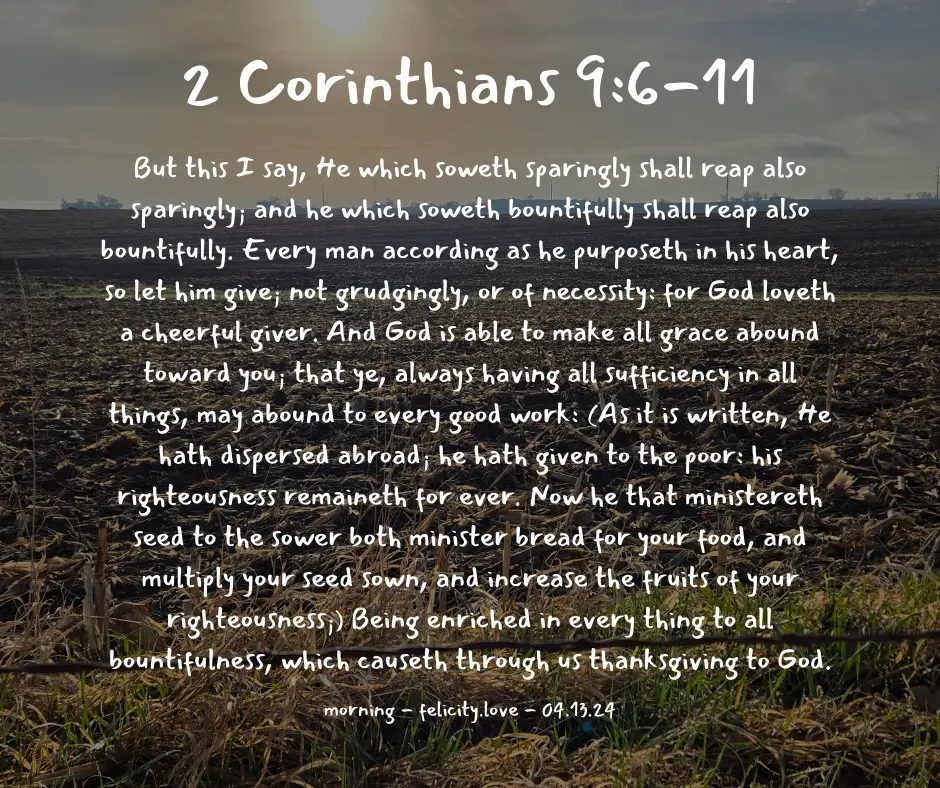 2 Corinthians 9:6-11
But this I say, He which soweth sparingly shall reap also
sparingly; and he which soweth bountifully shall reap also
bountifully. Every man according as he purposeth in his heart,
so let him give; not grudgingly, or of necessity: for God loveth
a cheerful giver. And God is able to make all grace abound
toward you; that ye, always having all sufficiency in all
things, may abound to every good work: (As it is written, He
hath dispersed abroad; he hath given to the poor: his
righteousness remaineth for ever. Now he that ministereth
seed to the sower both minister bread for your food, and
multiply your seed sown, and increase the fruits of your
righteousness;) Being enriched in every thing to all
bountifulness, which causeth through us thanksgiving to God.
morning - felicity.love - 04.13.24